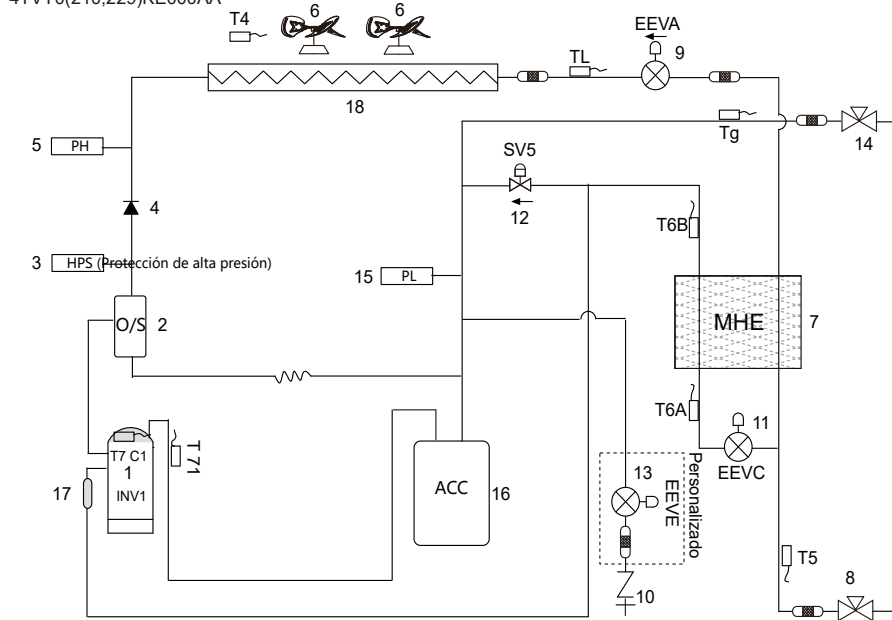 T4
6
6
EEVA
9
TL
18
5
PH
Tg
14
SV5
4
12
T6B
3
HPS (Protección de alta presión)
15
PL
O/S
2
MHE
7
T6A
11
EEVC
T7 C1
1
INV1
T71
17
ACC
16
13
EEVE
Personalizado
T5
8
10